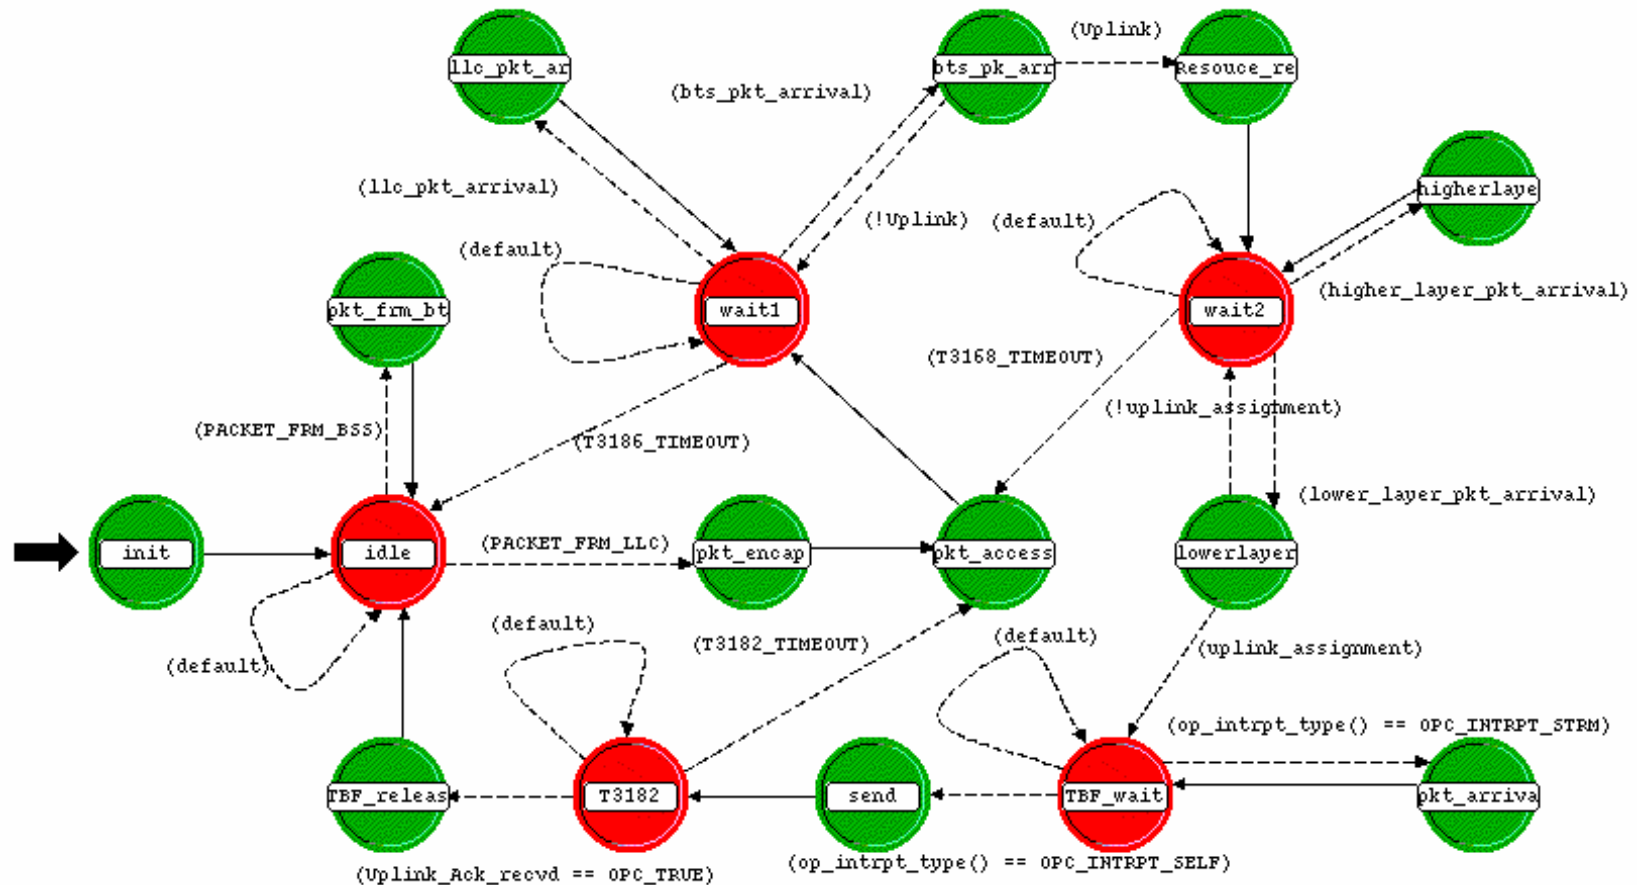 (Uplink)
llc_pkt_ar
bts_pk_arr
Resouce_re
(bts_pkt_arrival)
(llc_pkt_arrival)
higherlaye
(!Uplink)
(default)
(default)
pkt_frm_bt
wait1
wait2
(higher_layer_pkt_arrival)
(T3168_TIMEOUT)
(!uplink_assignment)
(PACKET_FRM_BSS)
(T3186_TIMEOUT)
(lower_layer_pkt_arrival)
init
idle
(PACKET_FRM_LLC)
pkt_encap
pkt_access
lowerlayer
(default)
(default)
(T3182_TIMEOUT)
(default)
(uplink_assignment)
(op_intrpt_type() == OPC_INTRPT_STRM)
TBF_releas
T3182
send
TBF_wait
pkt_arriva
(Uplink_Ack_recvd == OPC_TRUE)
(op_intrpt_type() == OPC_INTRPT_SELF)